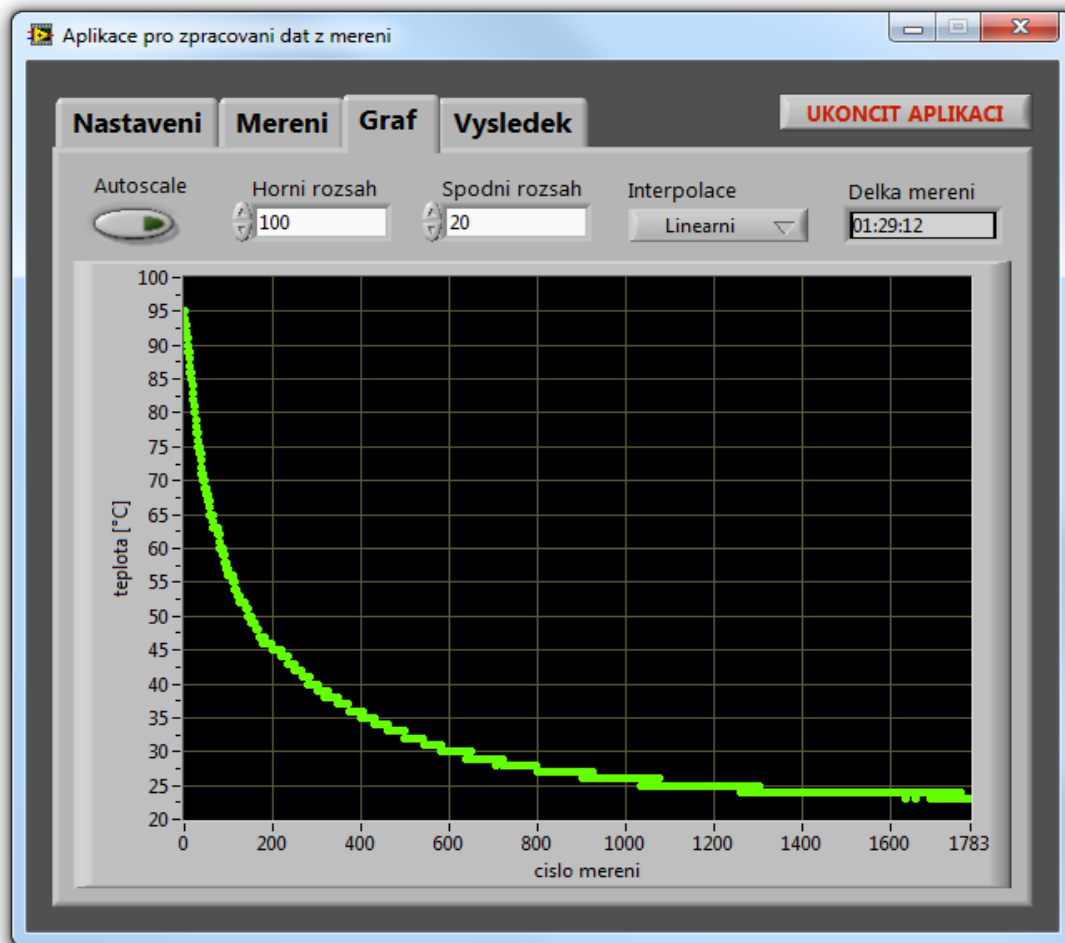 Aplikace pro zpracovani dat z mereni
Nastaveni Mereni Graf Vysledek UKONCIT APLIKACI
Autoscale Horni rozsah Spodni rozsah Interpolace Delka mereni
100 20 Linearni 01:29:12
100
95
90
85
80
75
70
65
60
55
50
45
40
35
30
25
20
teplota [°C]
0 200 400 600 800 1000 1200 1400 1600 1783
cislo mereni